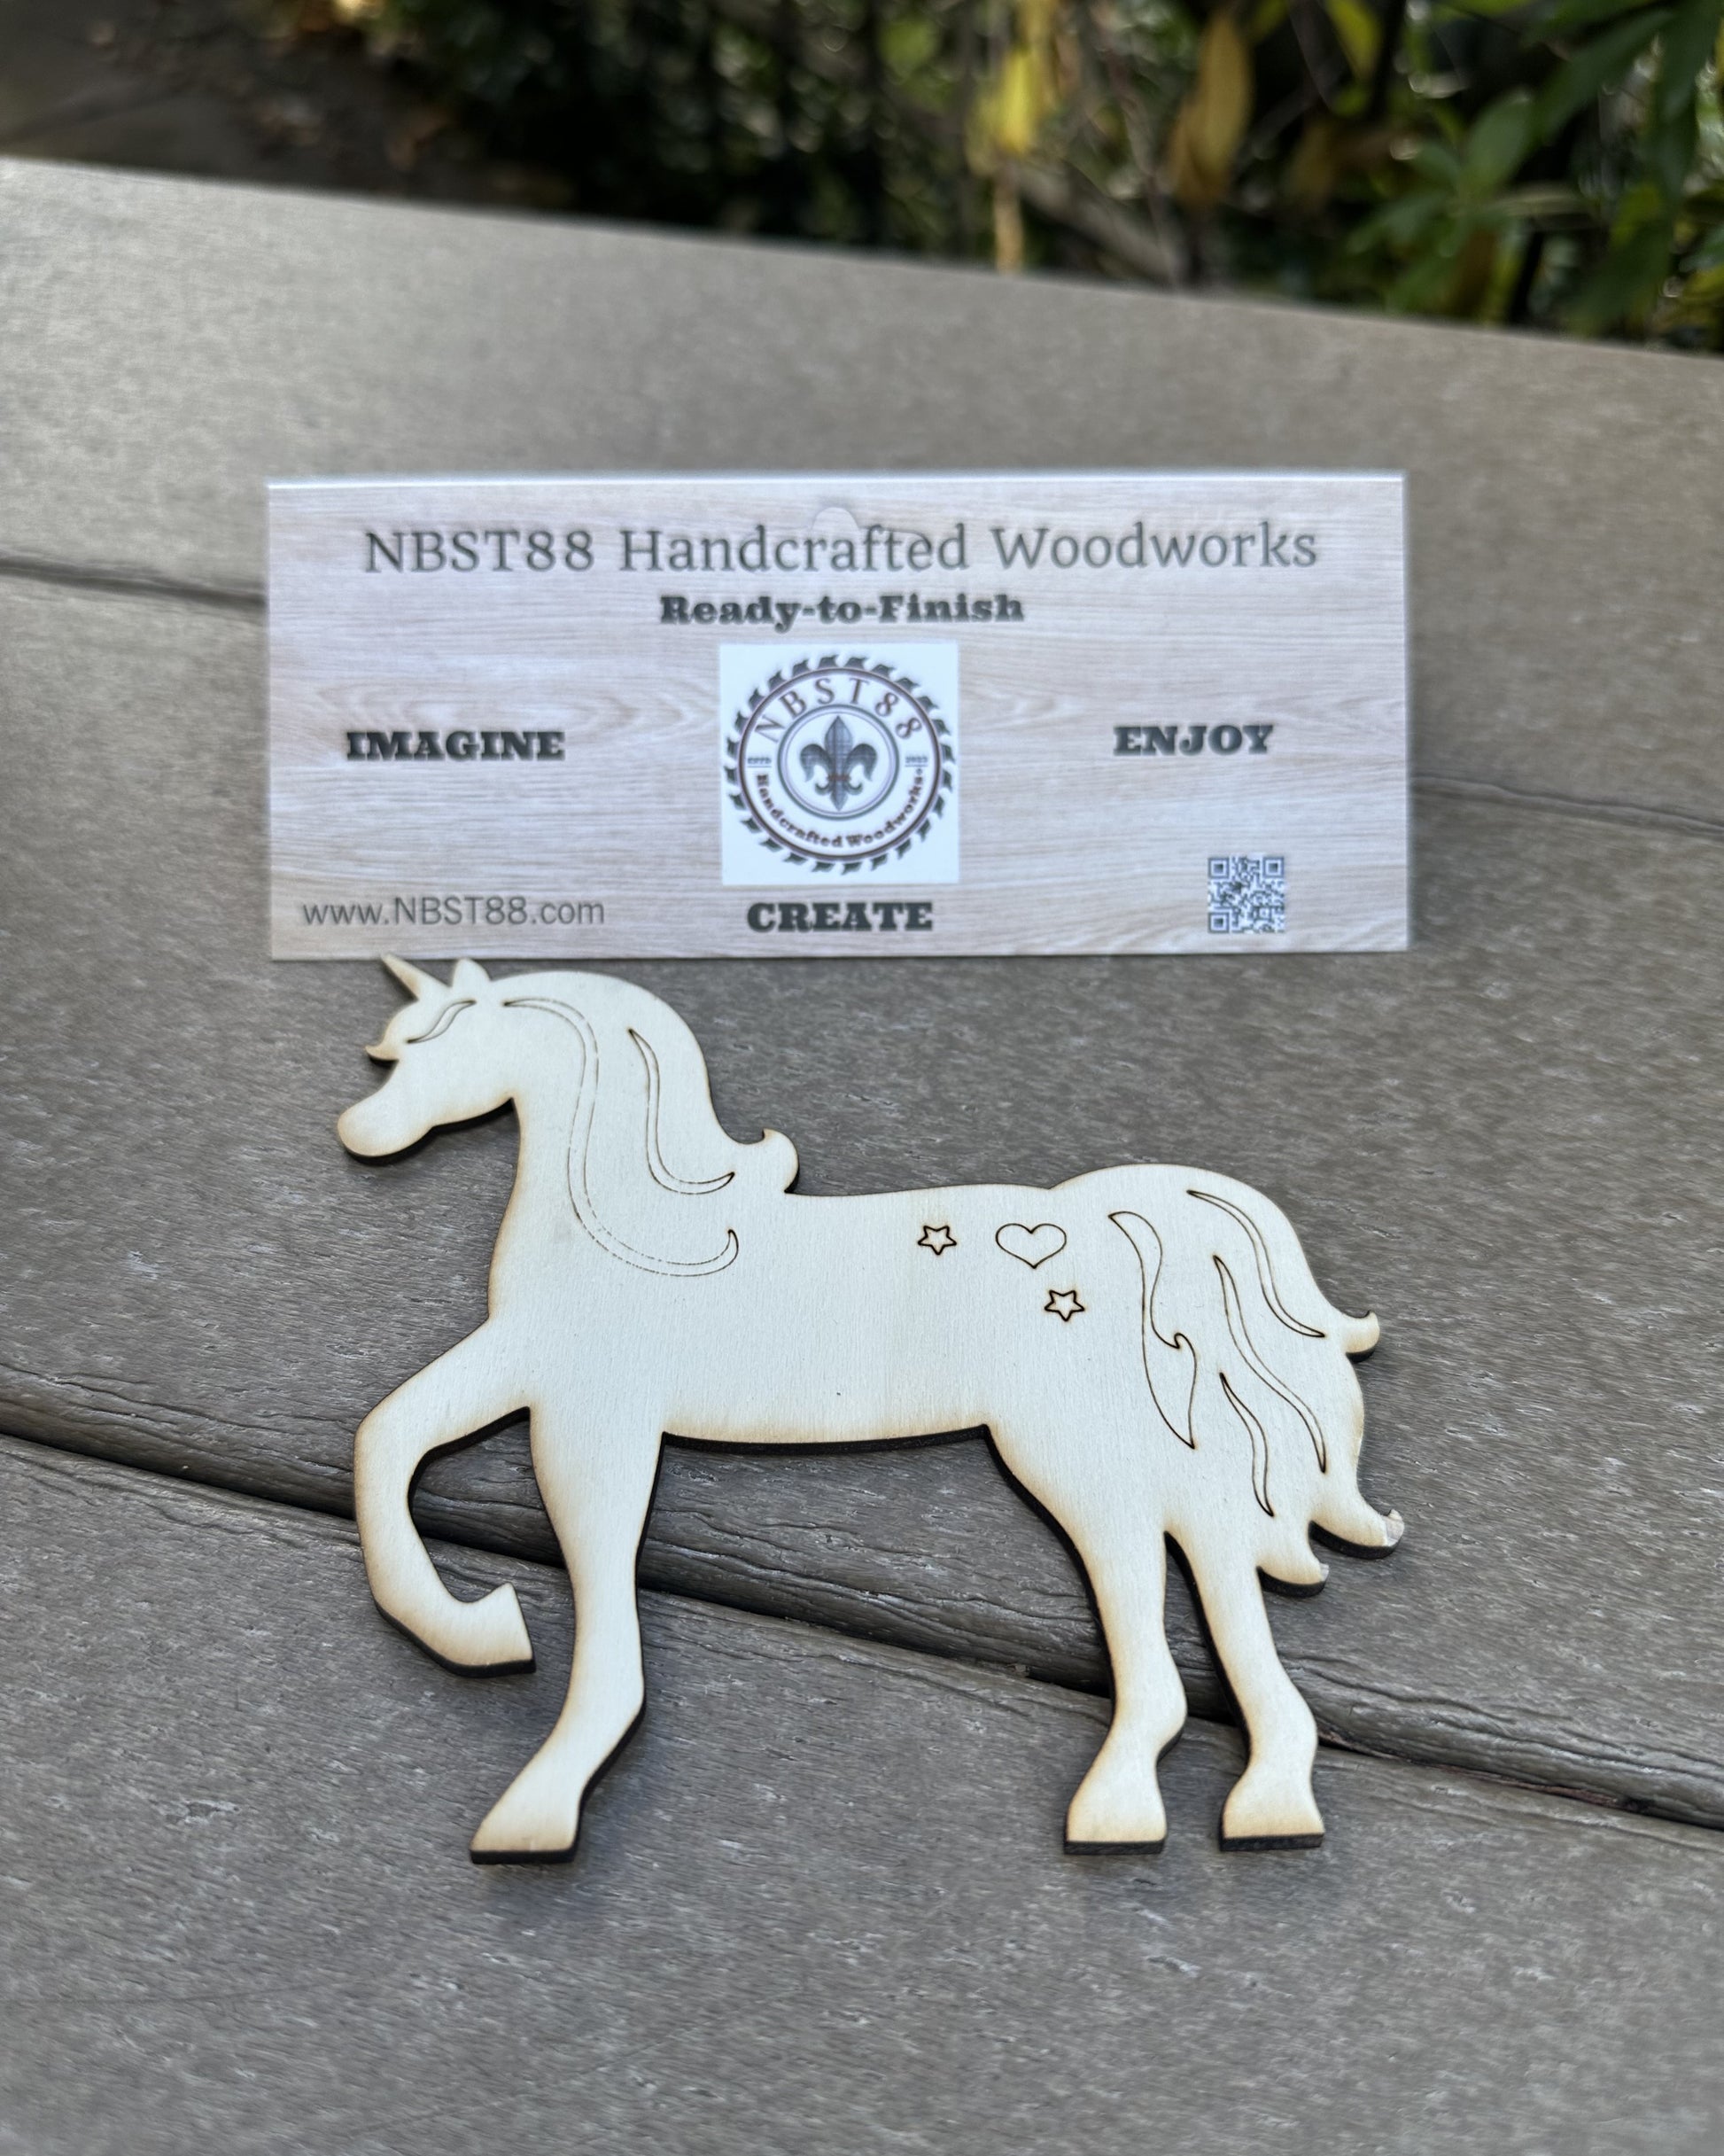 NBST88 Handcrafted Woodworks
Ready-to-Finish
IMAGINE
NBST88
Handcrafted Woodworks
ENJOY
www.NBST88.com
CREATE